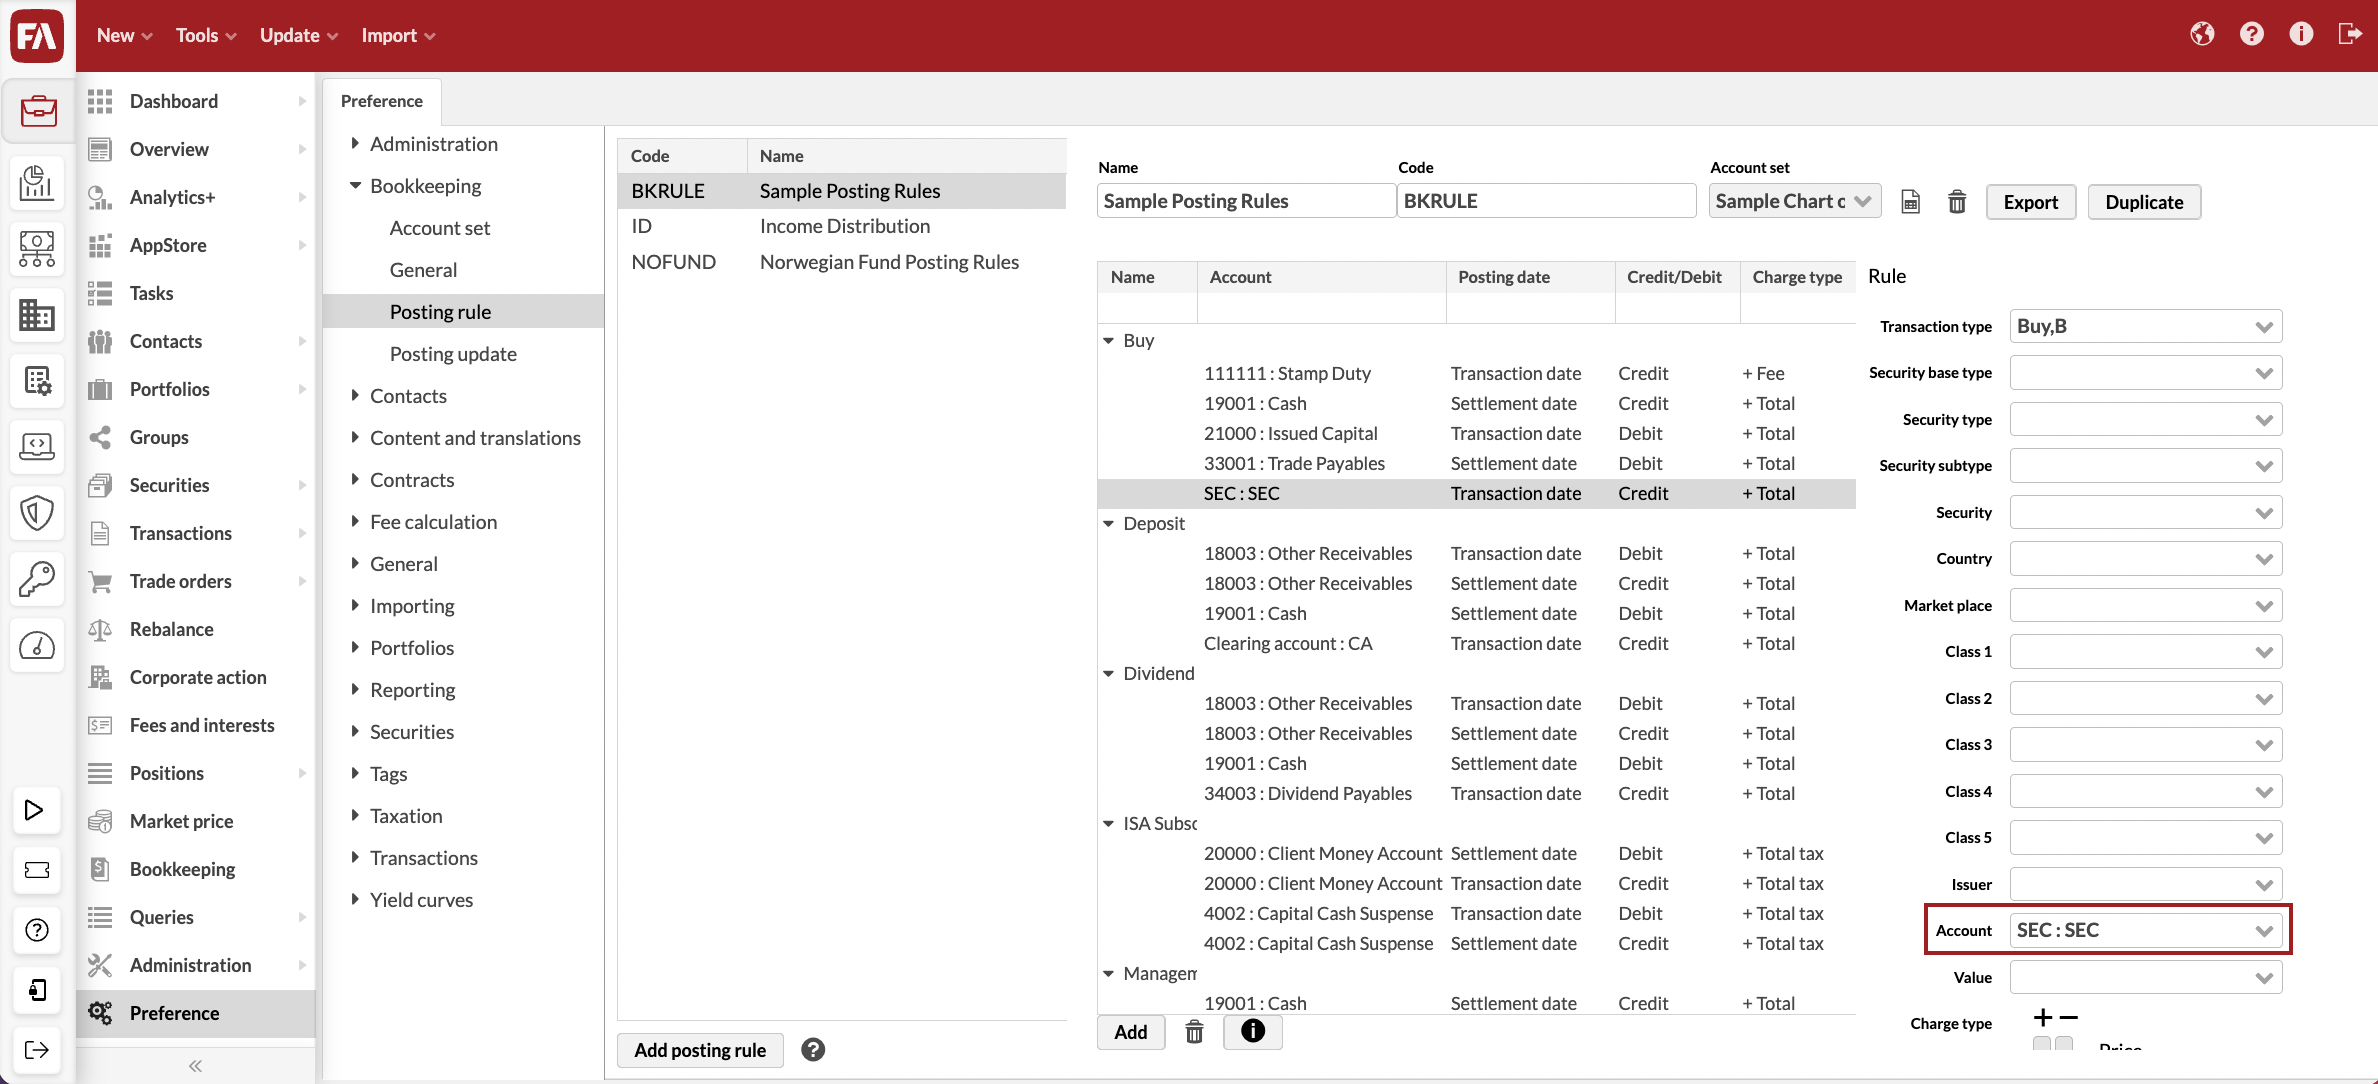 FA
New
Tools
Update
Import
Dashboard
Overview
Analytics+
AppStore
Tasks
Contacts
Portfolios
Groups
Securities
Transactions
Trade orders
Rebalance
Corporate action
Fees and interests
Positions
Market price
Bookkeeping
Queries
Administration
Preference
Preference
Administration
Bookkeeping
Account set
General
Posting rule
Posting update
Contacts
Content and translations
Contracts
Fee calculation
General
Importing
Portfolios
Reporting
Securities
Tags
Taxation
Transactions
Yield curves
Code Name
BKRULE Sample Posting Rules
ID Income Distribution
NOFUND Norwegian Fund Posting Rules
Add posting rule
Name Code Account set
Sample Posting Rules BKRULE Sample Chart o Export Duplicate
Name Account Posting date Credit/Debit Charge type
Buy
111111 : Stamp Duty Transaction date Credit + Fee
19001 : Cash Settlement date Credit + Total
21000 : Issued Capital Transaction date Debit + Total
33001 : Trade Payables Settlement date Debit + Total
SEC : SEC Transaction date Credit + Total
Deposit
18003 : Other Receivables Transaction date Debit + Total
18003 : Other Receivables Settlement date Credit + Total
19001 : Cash Settlement date Debit + Total
Clearing account : CA Transaction date Credit + Total
Dividend
18003 : Other Receivables Transaction date Debit + Total
18003 : Other Receivables Settlement date Credit + Total
19001 : Cash Settlement date Debit + Total
34003 : Dividend Payables Transaction date Credit + Total
ISA Subsc
20000 : Client Money Account Settlement date Debit + Total tax
20000 : Client Money Account Transaction date Credit + Total tax
4002 : Capital Cash Suspense Transaction date Debit + Total tax
4002 : Capital Cash Suspense Settlement date Credit + Total tax
Managem
19001 : Cash Settlement date Credit + Total
Add
Rule
Transaction type Buy,B
Security base type
Security type
Security subtype
Security
Country
Market place
Class 1
Class 2
Class 3
Class 4
Class 5
Issuer
Account SEC : SEC
Value
Charge type + −
Price